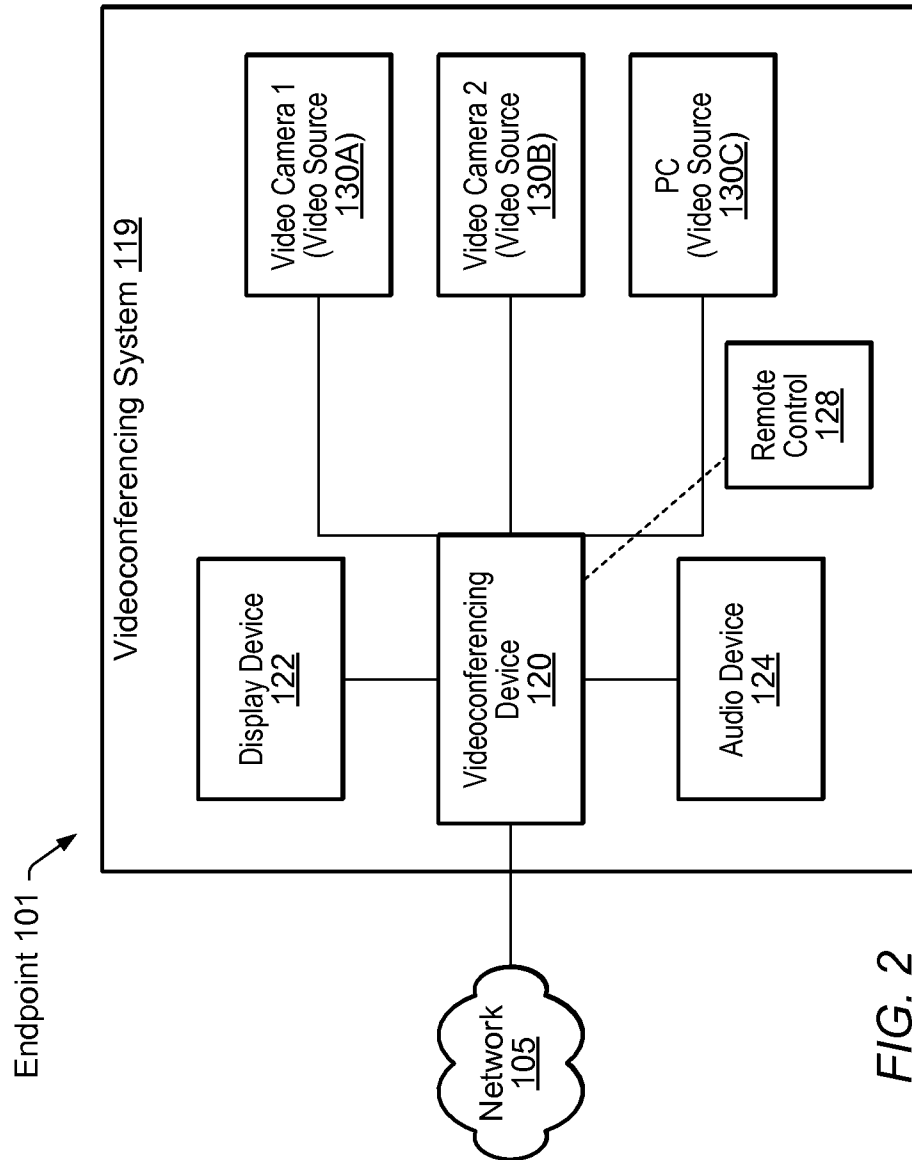 Endpoint 101
Videoconferencing System 119
Display Device
122
Video Camera 1
(Video Source)
130A
Network
105
Videoconferencing
Device
120
Video Camera 2
(Video Source)
130B
Audio Device
124
Remote
Control
128
PC
(Video Source)
130C
FIG. 2